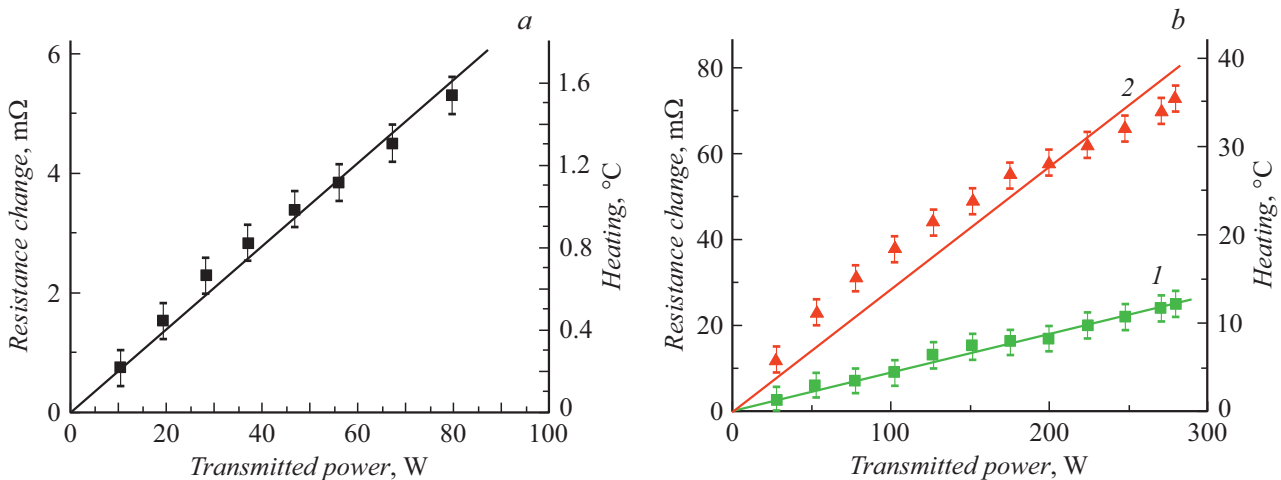 a
Resistance change, mΩ
6
4
2
0
0 20 40 60 80 100
Transmitted power, W
1.6
1.2
0.8
0.4
0
Heating, °C
b
Resistance change, mΩ
80
60
40
20
0
0 100 200 300
Transmitted power, W
2
1
40
30
20
10
0
Heating, °C